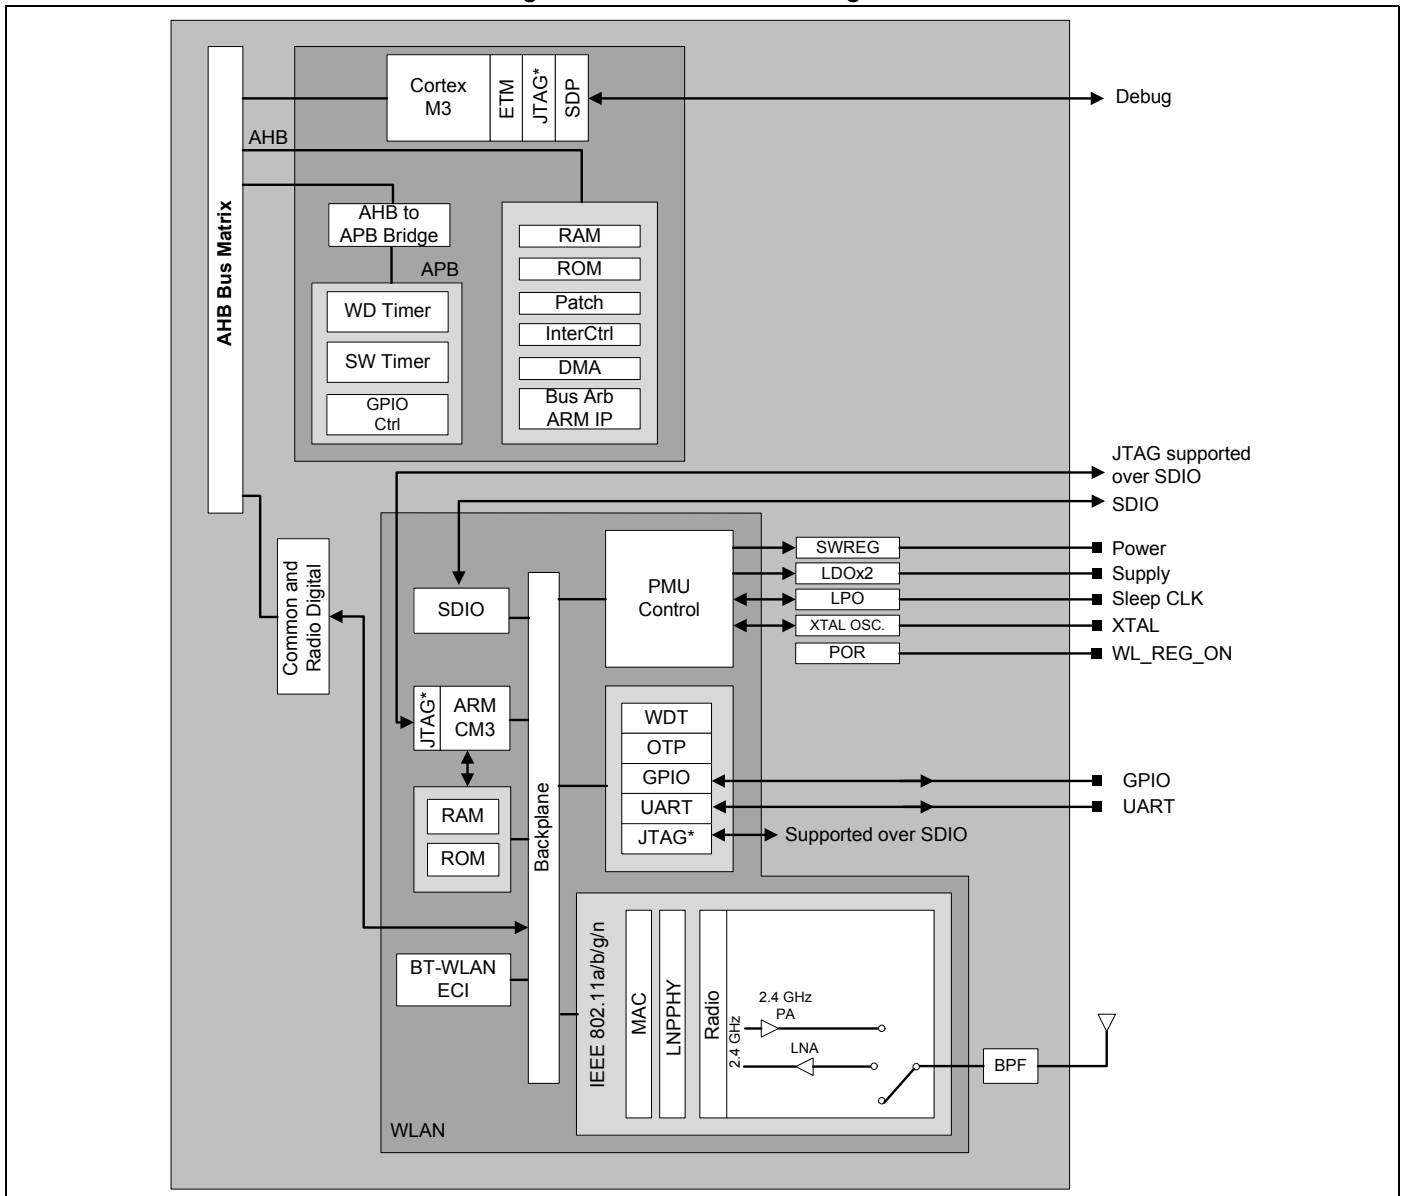 Cortex
M3
ETM
JTAG*
SDP
Debug
AHB
AHB Bus Matrix
AHB to
APB Bridge
APB
WD Timer
SW Timer
GPIO
Ctrl
RAM
ROM
Patch
InterCtrl
DMA
Bus Arb
ARM IP
JTAG supported
over SDIO
SDIO
Common and
Radio Digital
SDIO
PMU
Control
SWREG
Power
LDOx2
Supply
LPO
Sleep CLK
XTAL OSC.
XTAL
POR
WL_REG_ON
JTAG*
ARM
CM3
RAM
ROM
Backplane
WDT
OTP
GPIO
GPIO
UART
UART
JTAG*
Supported over SDIO
BT-WLAN
ECI
IEEE 802.11a/b/g/n
MAC
LNPPHY
Radio
2.4 GHz
2.4 GHz
PA
LNA
BPF
WLAN